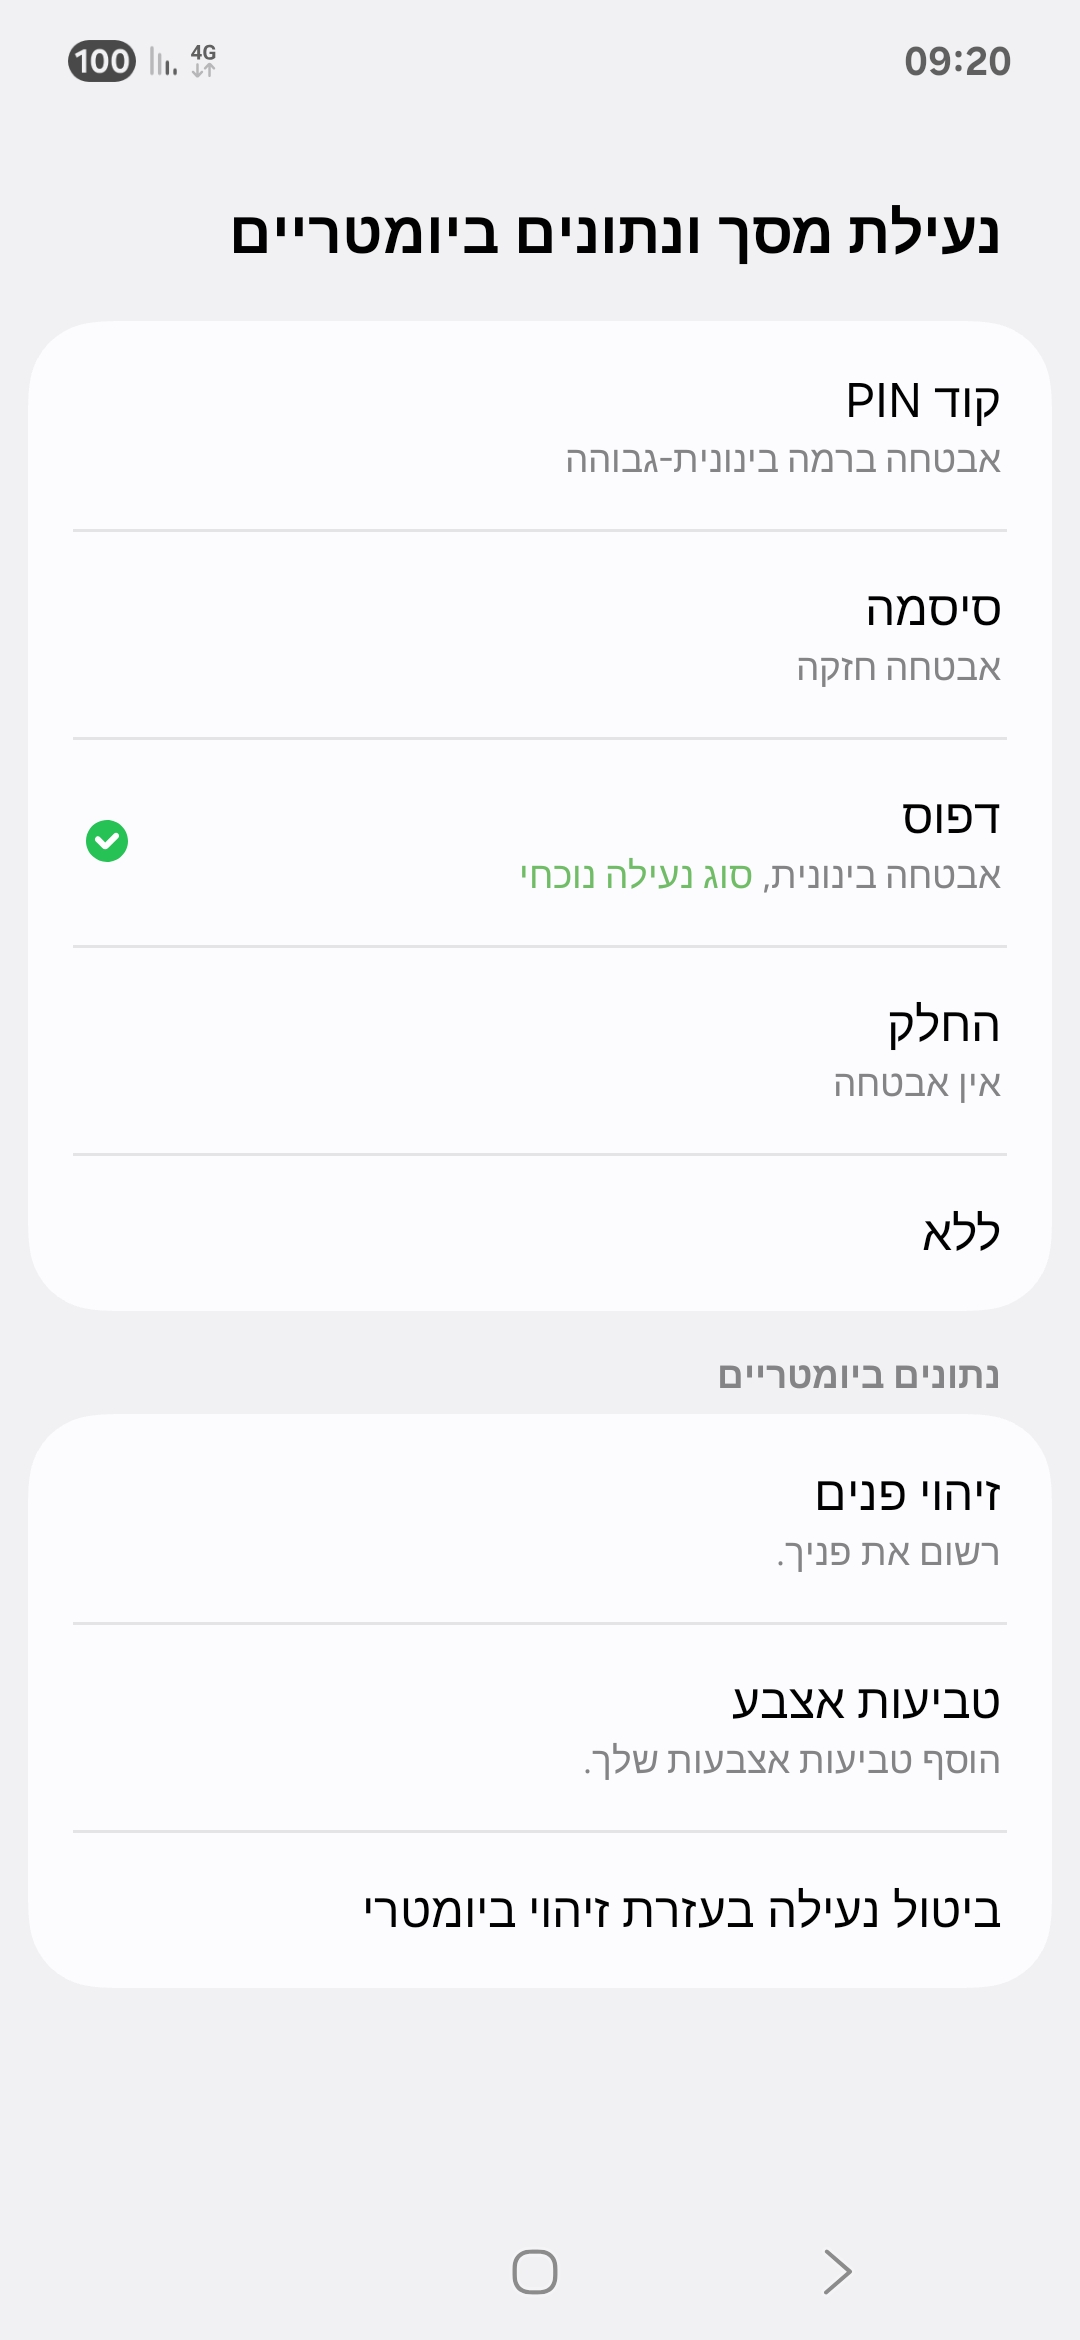 100 4G 09:20
נעילת מסך ונתונים ביומטריים
קוד PIN
אבטחה ברמה בינונית-גבוהה
סיסמה
אבטחה חזקה
דפוס
אבטחה בינונית, סוג נעילה נוכחי
החלק
אין אבטחה
ללא
נתונים ביומטריים
זיהוי פנים
רשום את פניך.
טביעות אצבע
הוסף טביעות אצבעות שלך.
ביטול נעילה בעזרת זיהוי ביומטרי